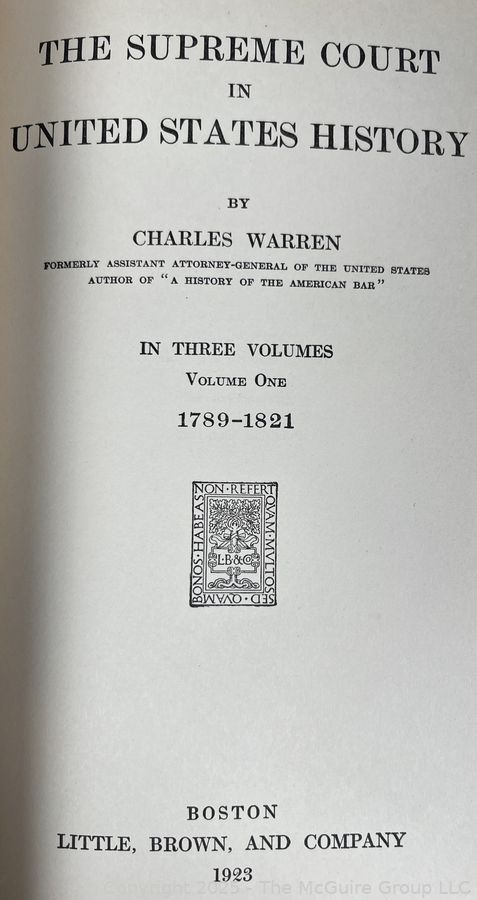 THE SUPREME COURT
IN
UNITED STATES HISTORY
BY
CHARLES WARREN
FORMERLY ASSISTANT ATTORNEY-GENERAL OF THE UNITED STATES
AUTHOR OF "A HISTORY OF THE AMERICAN BAR"
IN THREE VOLUMES
VOLUME ONE
1789-1821
NON·REFERT
QVAM·MVLTOS
SED·QVAM
BONOS·HABEAS
L·B&CO
BOSTON
LITTLE, BROWN, AND COMPANY
1923
Copyright 2025 - The McGuire Group LLC